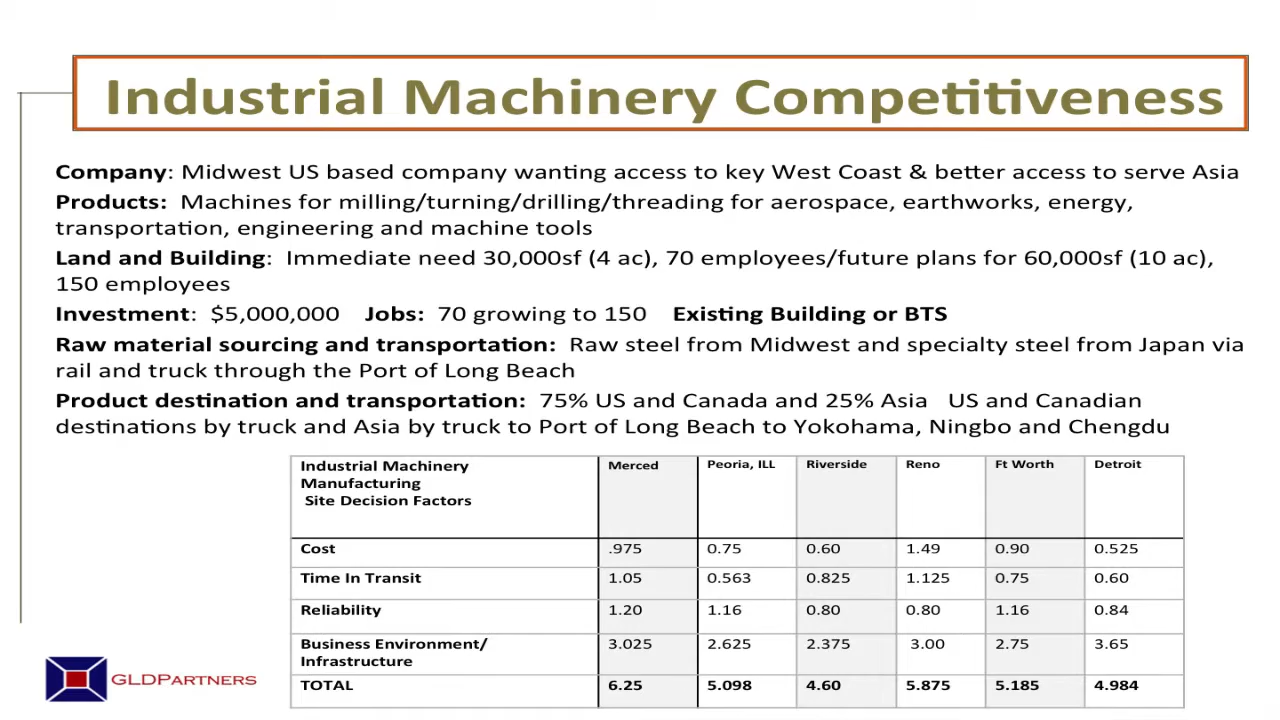 Industrial Machinery Competitiveness
Company: Midwest US based company wanting access to key West Coast & better access to serve Asia
Products: Machines for milling/turning/drilling/threading for aerospace, earthworks, energy,
transportation, engineering and machine tools
Land and Building: Immediate need 30,000sf (4 ac), 70 employees/future plans for 60,000sf (10 ac),
150 employees
Investment: $5,000,000 Jobs: 70 growing to 150 Existing Building or BTS
Raw material sourcing and transportation: Raw steel from Midwest and specialty steel from Japan via
rail and truck through the Port of Long Beach
Product destination and transportation: 75% US and Canada and 25% Asia US and Canadian
destinations by truck and Asia by truck to Port of Long Beach to Yokohama, Ningbo and Chengdu
Industrial Machinery Merced Peoria, ILL Riverside Reno Ft Worth Detroit
Manufacturing
Site Decision Factors
Cost .975 0.75 0.60 1.49 0.90 0.525
Time In Transit 1.05 0.563 0.825 1.125 0.75 0.60
Reliability 1.20 1.16 0.80 0.80 1.16 0.84
Business Environment/ 3.025 2.625 2.375 3.00 2.75 3.65
Infrastructure
TOTAL 6.25 5.098 4.60 5.875 5.185 4.984
GLDPARTNERS